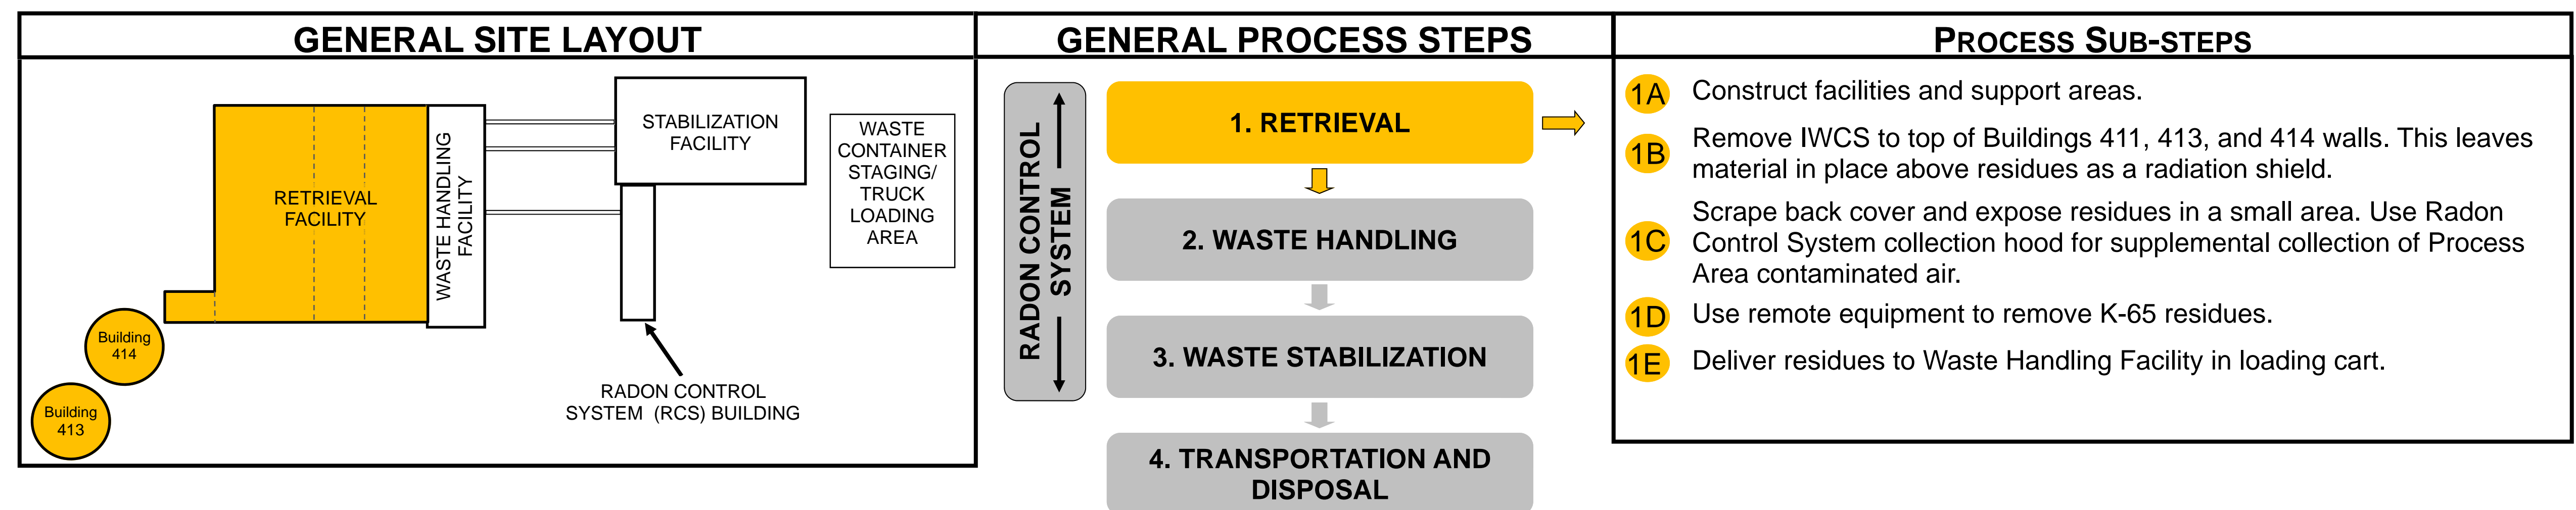 GENERAL SITE LAYOUT
RETRIEVAL
FACILITY
WASTE HANDLING
FACILITY
STABILIZATION
FACILITY
WASTE
CONTAINER
STAGING/
TRUCK
LOADING
AREA
Building
414
Building
413
RADON CONTROL
SYSTEM (RCS) BUILDING
GENERAL PROCESS STEPS
RADON CONTROL
SYSTEM
1. RETRIEVAL
2. WASTE HANDLING
3. WASTE STABILIZATION
4. TRANSPORTATION AND
DISPOSAL
PROCESS SUB-STEPS
1A Construct facilities and support areas.
1B Remove IWCS to top of Buildings 411, 413, and 414 walls. This leaves
material in place above residues as a radiation shield.
1C Scrape back cover and expose residues in a small area. Use Radon
Control System collection hood for supplemental collection of Process
Area contaminated air.
1D Use remote equipment to remove K-65 residues.
1E Deliver residues to Waste Handling Facility in loading cart.